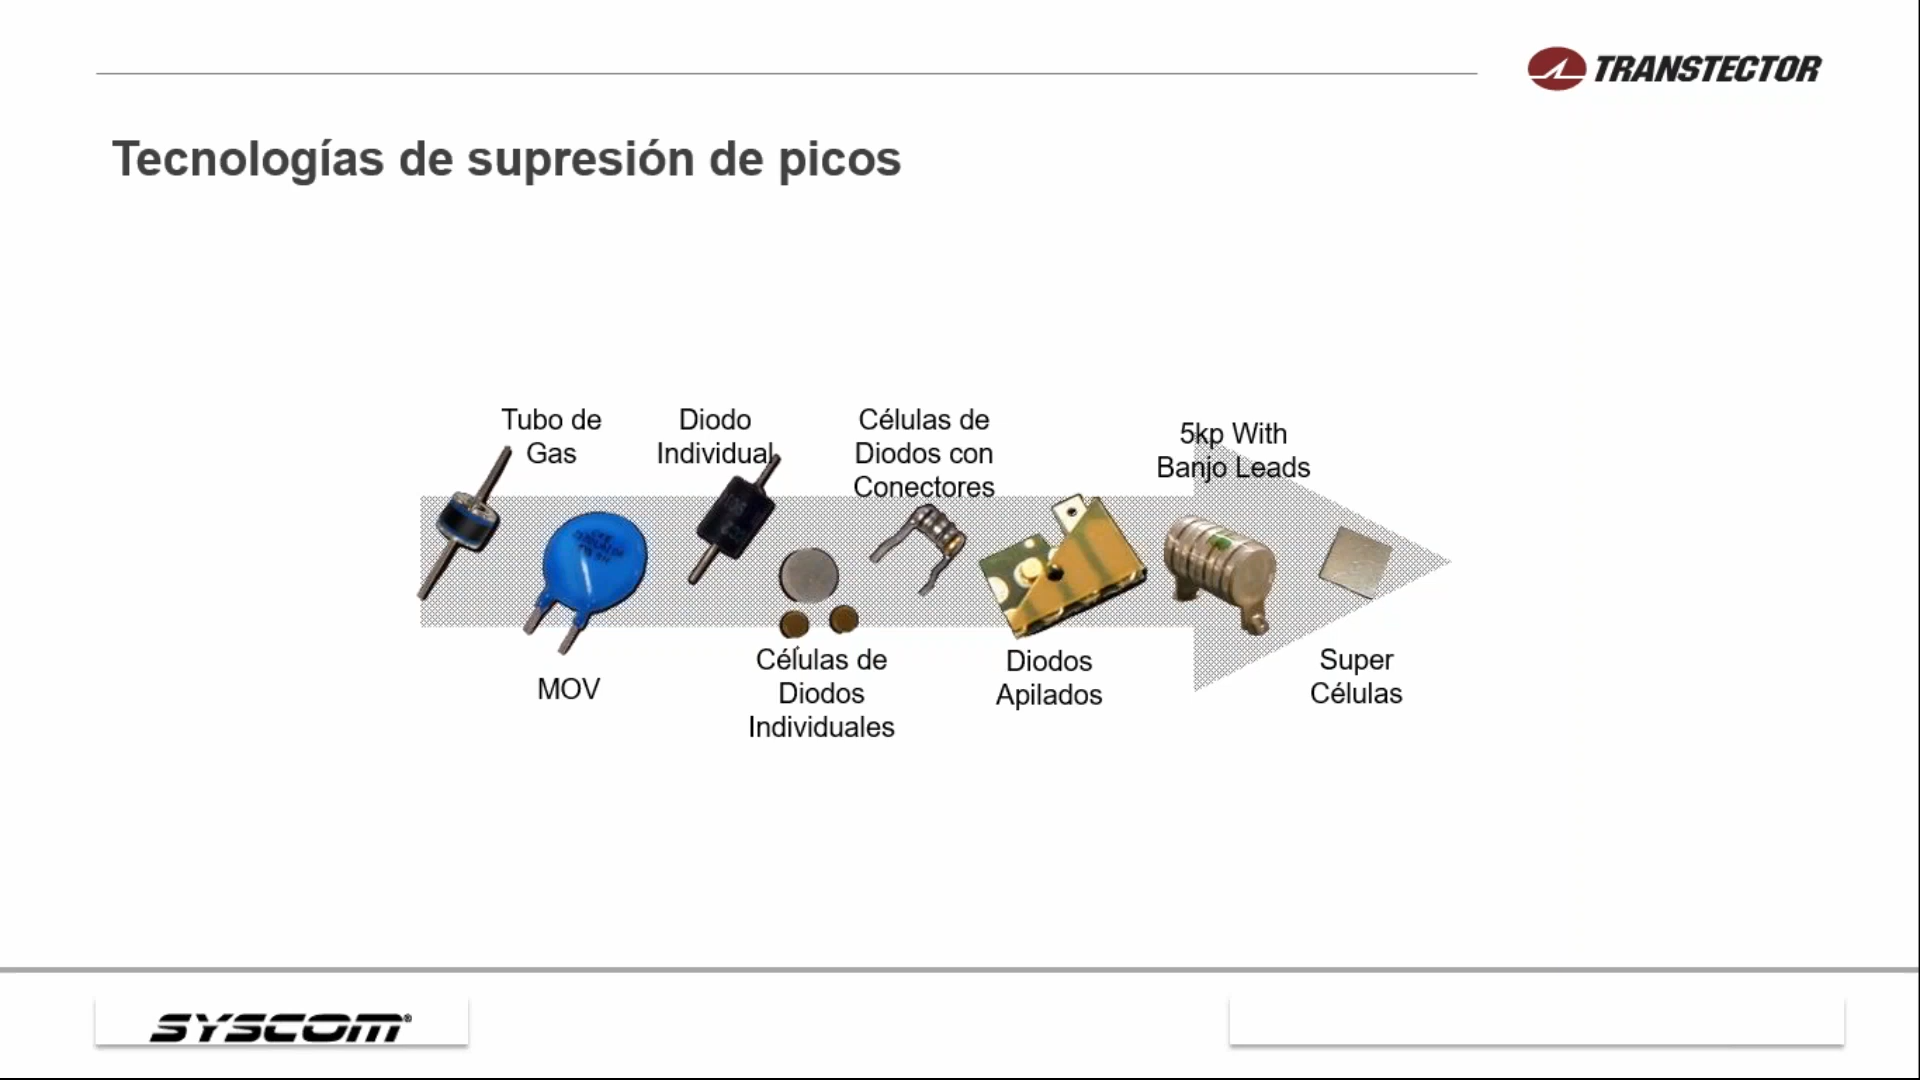 TRANSTECTOR
Tecnologías de supresión de picos
Tubo de
Gas
Diodo
Individual
Células de
Diodos con
Conectores
5kp With
Banjo Leads
MOV
Células de
Diodos
Individuales
Diodos
Apilados
Super
Células
SYSCOM®